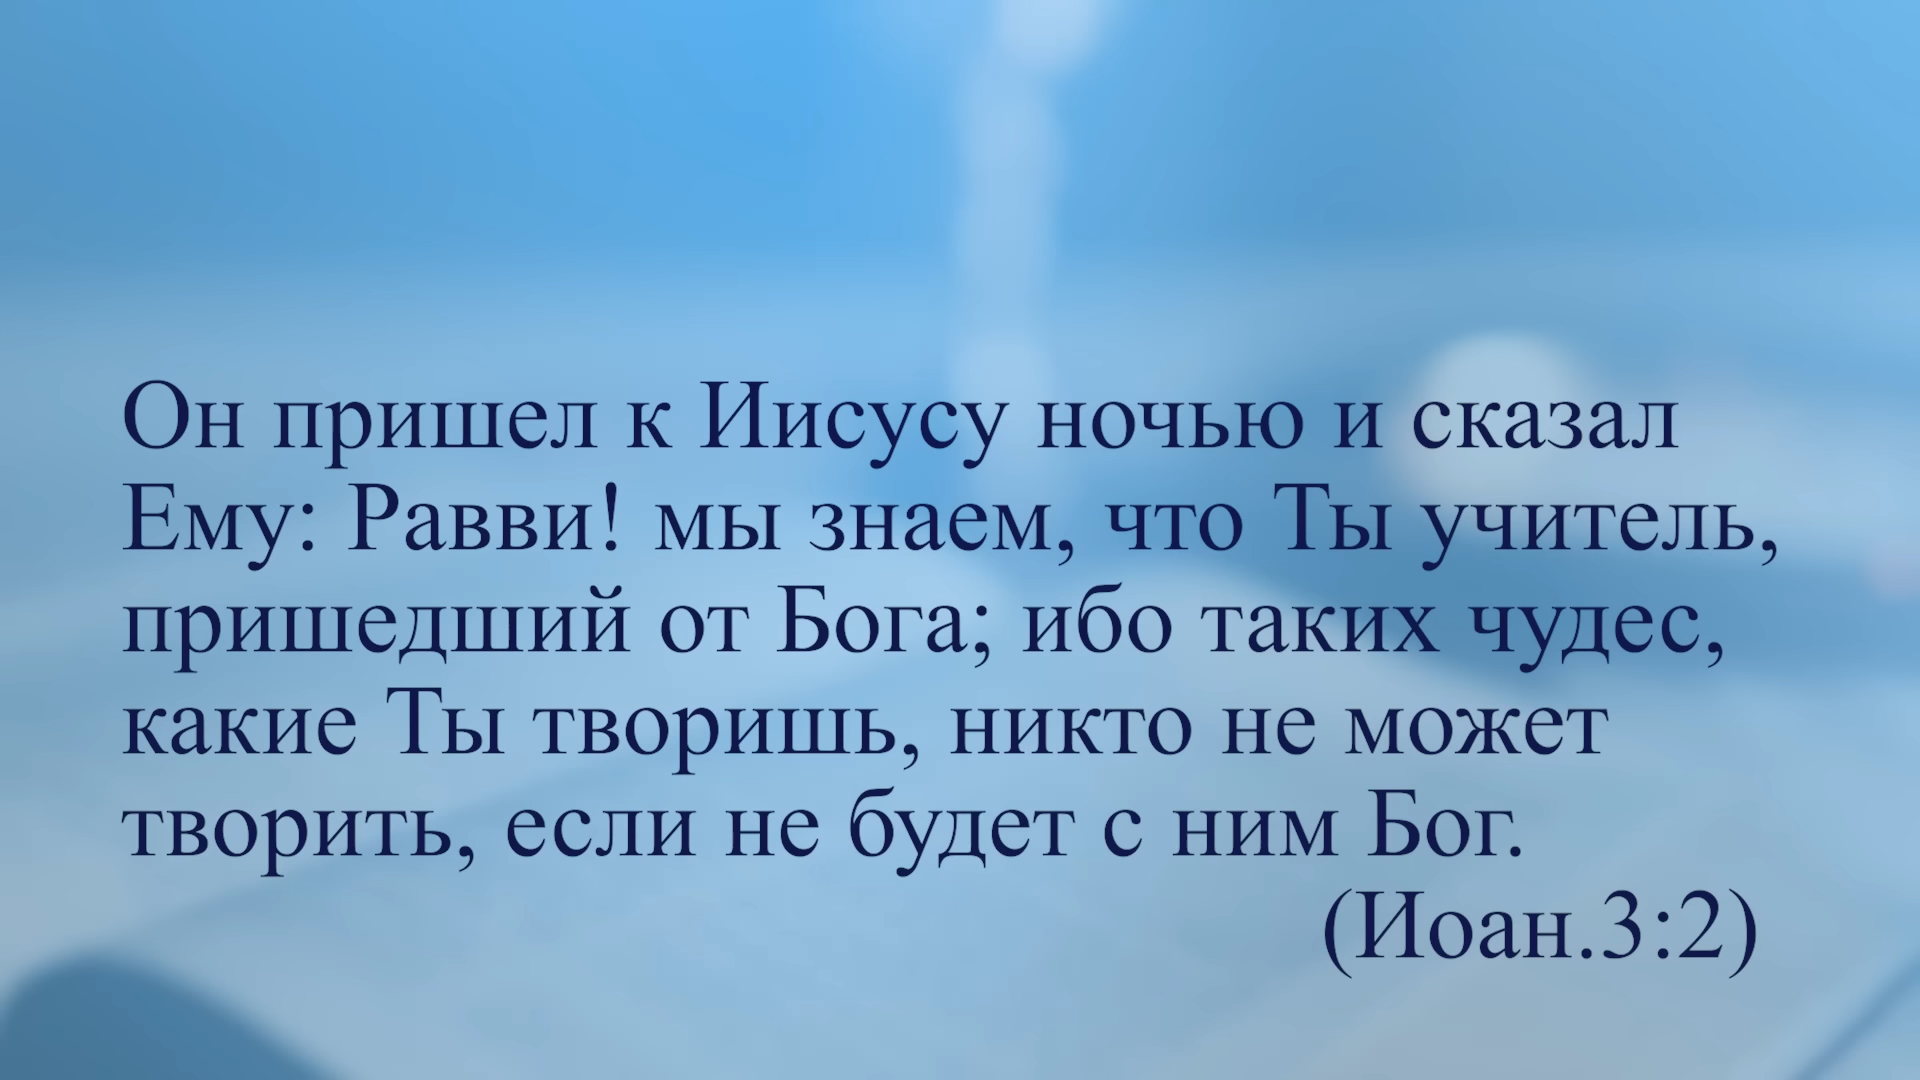 Он пришел к Иисусу ночью и сказал
Ему: Равви! мы знаем, что Ты учитель,
пришедший от Бога; ибо таких чудес,
какие Ты творишь, никто не может
творить, если не будет с ним Бог.
(Иоан.3:2)